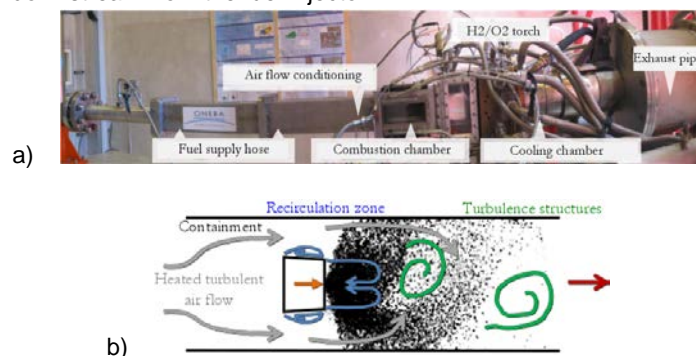 H2/O2 torch
Exhaust pip
Air flow conditioning
ONERA
a)
Fuel supply hose
Combustion chamber
Cooling chamber
Recirculation zone
Turbulence structures
Containment
Heated turbulent
air flow
b)